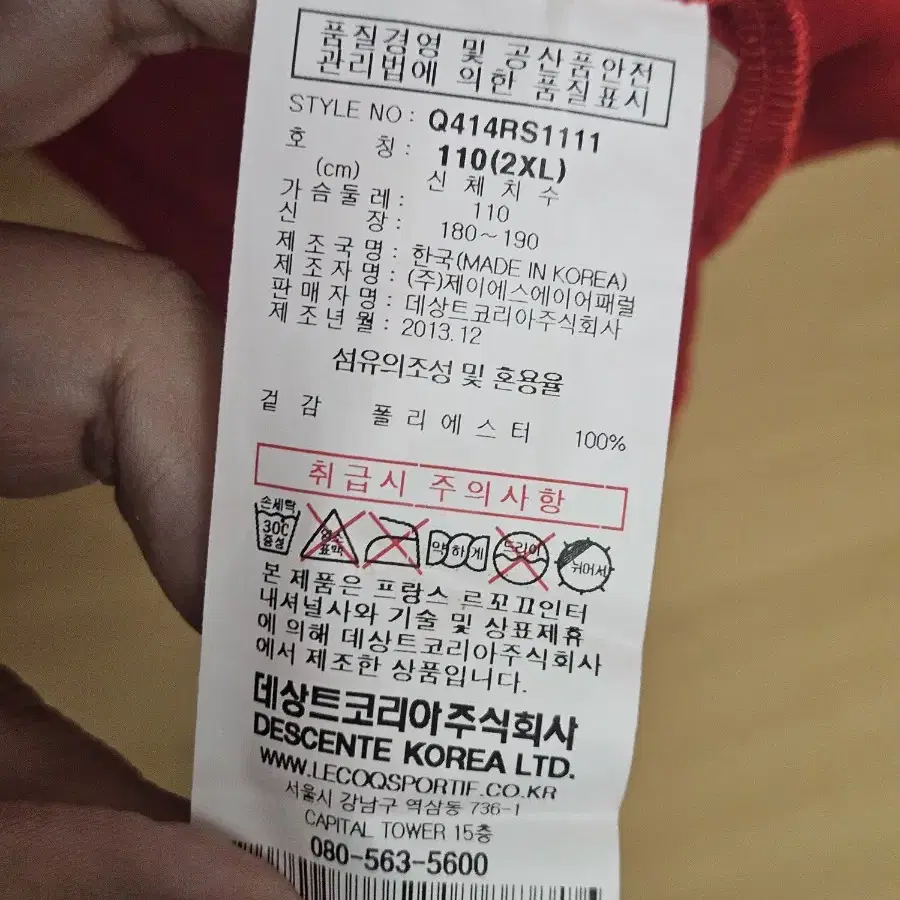 품질경영 및 공산품안전
관리법에 의한 품질표시
STYLE NO: Q414RS1111
호 칭: 110(2XL)
(cm) 신 체 치 수
가 슴 둘 레 : 110
신 장: 180~190
제 조 국 명 : 한국(MADE IN KOREA)
제 조 자 명 : (주)제이에스에이어패럴
판 매 자 명 : 데상트코리아주식회사
제 조 년 월 : 2013.12
섬유의조성 및 혼용율
겉 감 폴 리 에 스 터 100%
취급시 주의사항
손세탁
30C
중성
염소
표백
약하게
드라이
뉘어서
본 제품은 프랑스 르꼬끄인터
내셔널사와 기술 및 상표제휴
에 의해 데상트코리아주식회사
에서 제조한 상품입니다.
데상트코리아주식회사
DESCENTE KOREA LTD.
WWW.LECOQSPORTIF.CO.KR
서울시 강남구 역삼동 736-1
CAPITAL TOWER 15층
080-563-5600